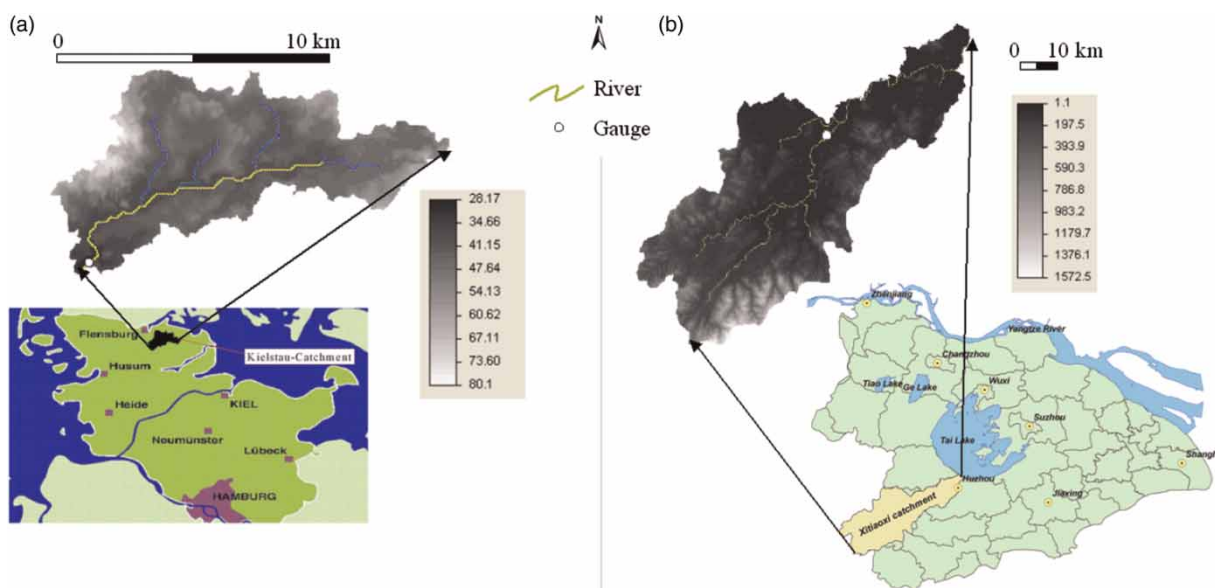 (a)
0 10 km
N
River
Gauge
28.17
34.66
41.15
47.64
54.13
60.62
67.11
73.60
80.1
Flensburg
Kielstau-Catchment
Husum
Heide
KIEL
Neumünster
Lübeck
HAMBURG
(b)
0 10 km
1.1
197.5
393.9
590.3
786.8
983.2
1179.7
1376.1
1572.5
Zhenjiang
Yangtze River
Changzhou
Tiao Lake
Ge Lake
Wuxi
Suzhou
Tai Lake
Shangh
Huzhou
Jiaxing
Xitiaoxi catchment